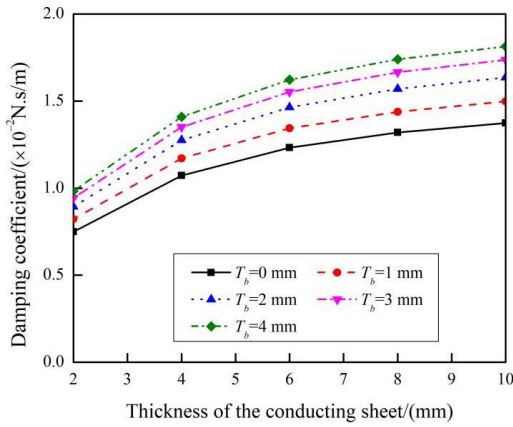 2.0
1.5
1.0
0.5
0.0
Damping coefficient/(×10⁻²N.s/m)
T_b=0 mm T_b=1 mm
T_b=2 mm T_b=3 mm
T_b=4 mm
2 3 4 5 6 7 8 9 10
Thickness of the conducting sheet/(mm)